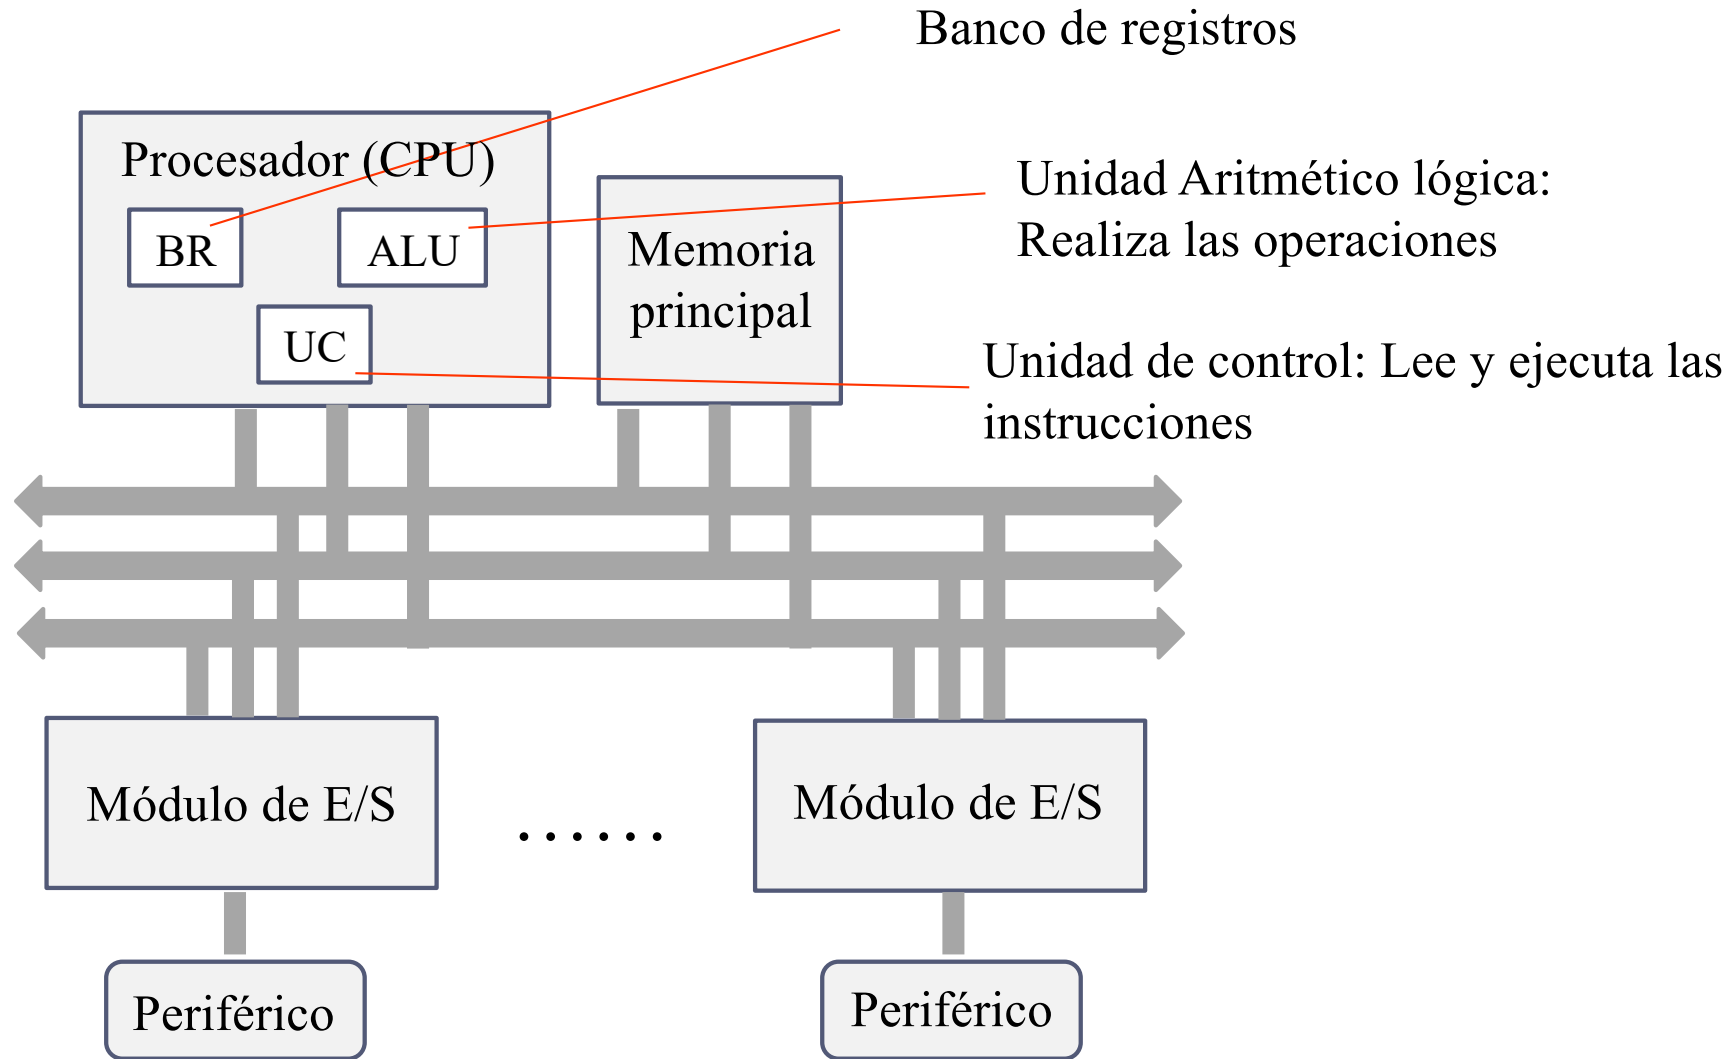 Banco de registros
Procesador (CPU)
Unidad Aritmético lógica:
Realiza las operaciones
BR
ALU
Memoria
principal
UC
Unidad de control: Lee y ejecuta las
instrucciones
Módulo de E/S
......
Módulo de E/S
Periférico
Periférico